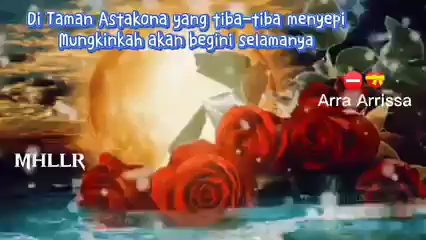 Di Taman Astakona yang tiba-tiba menyepi
Mungkinkah akan begini selamanya
Arra Arrissa
MHLLR